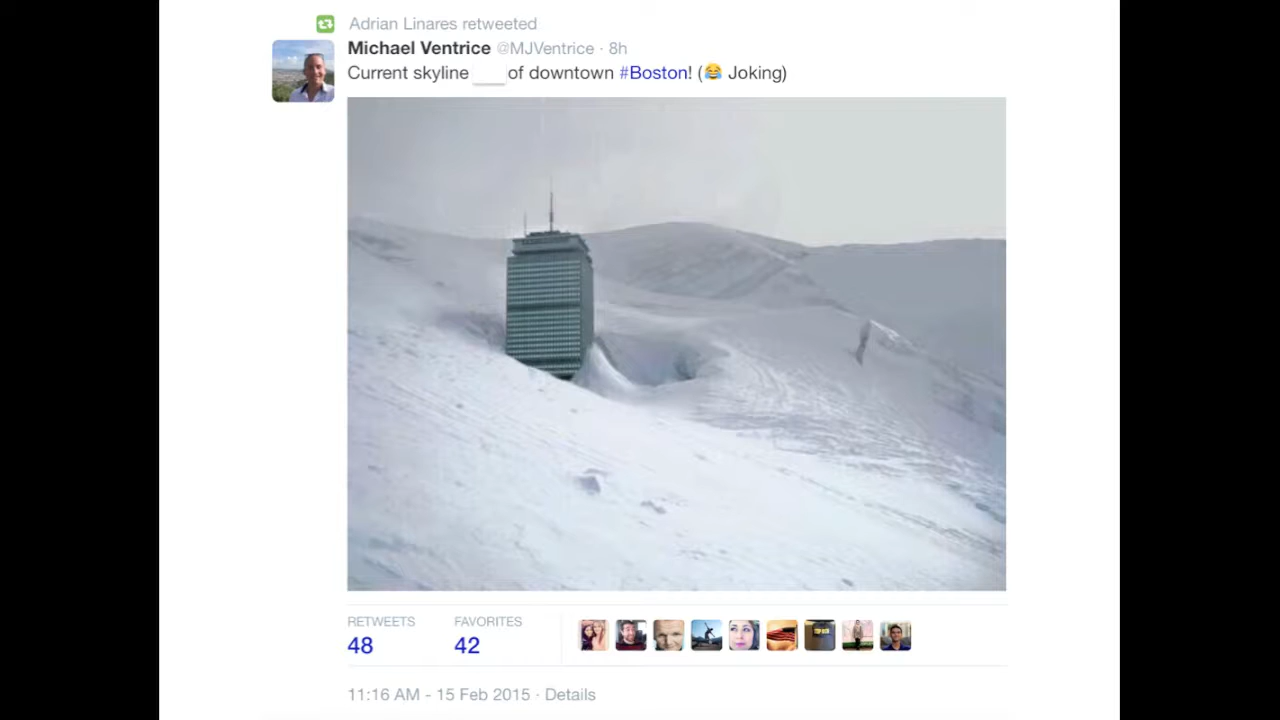 Adrian Linares retweeted
Michael Ventrice @MJVentrice · 8h
Current skyline ____ of downtown #Boston! (😂 Joking)
RETWEETS FAVORITES
48 42
11:16 AM - 15 Feb 2015 · Details